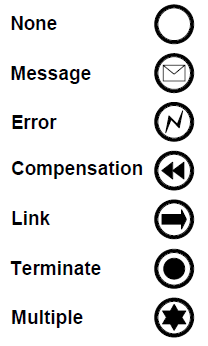 None
Message
Error
Compensation
Link
Terminate
Multiple